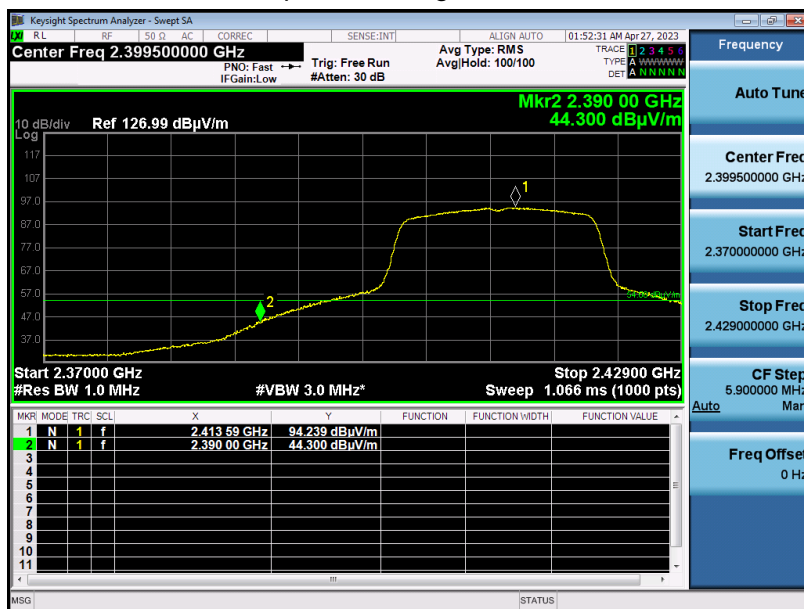 Keysight Spectrum Analyzer - Swept SA
RL RF 50 Ω AC CORREC SENSE:INT ALIGN AUTO 01:52:31 AM Apr 27, 2023
Center Freq 2.399500000 GHz
PNO: Fast
IFGain:Low
Trig: Free Run
#Atten: 30 dB
Avg Type: RMS
Avg|Hold: 100/100
TRACE 1 2 3 4 5 6
TYPE A WWWWW
DET A N N N N N
Mkr2 2.390 00 GHz
44.300 dBµV/m
10 dB/div Ref 126.99 dBµV/m
Log
117
107
97.0
87.0
77.0
67.0
57.0
47.0
37.0
1
2
Start 2.37000 GHz Stop 2.42900 GHz
#Res BW 1.0 MHz #VBW 3.0 MHz* Sweep 1.066 ms (1000 pts)
MKR MODE TRC SCL X Y FUNCTION FUNCTION WIDTH FUNCTION VALUE
1 N 1 f 2.413 59 GHz 94.239 dBµV/m
2 N 1 f 2.390 00 GHz 44.300 dBµV/m
3
4
5
6
7
8
9
10
11
MSG STATUS
Frequency
Auto Tune
Center Freq
2.399500000 GHz
Start Freq
2.370000000 GHz
Stop Freq
2.429000000 GHz
CF Step
5.900000 MHz
Auto Man
Freq Offset
0 Hz